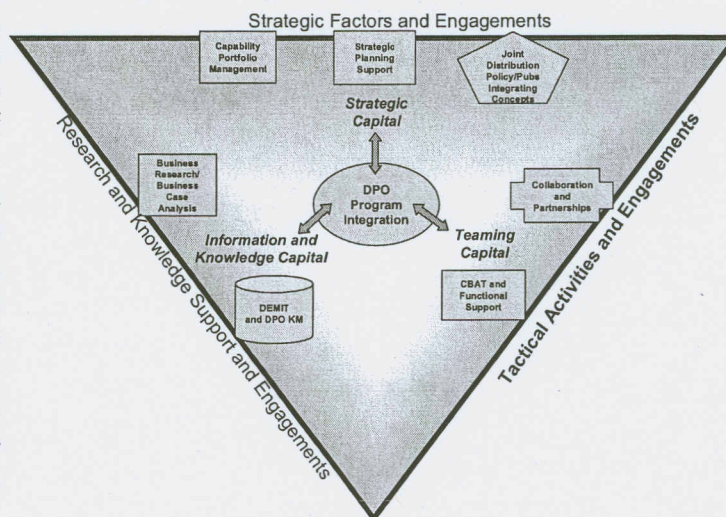 Strategic Factors and Engagements
Capability
Portfolio
Management
Strategic
Planning
Support
Joint
Distribution
Policy/Pubs
Integrating
Concepts
Strategic
Capital
Research and Knowledge Support and Engagements
Business
Research/
Business
Case
Analysis
DPO
Program
Integration
Collaboration
and
Partnerships
Tactical Activities and Engagements
Information and
Knowledge Capital
Teaming
Capital
DEMIT
and DPO KM
CBAT and
Functional
Support